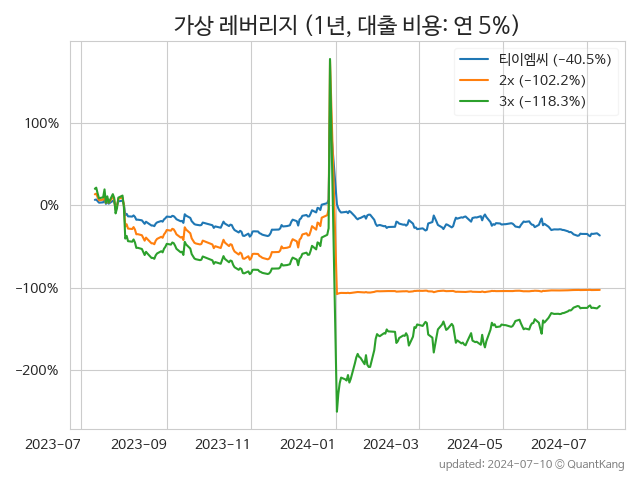 가상 레버리지 (1년, 대출 비용: 연 5%)
티이엠씨 (-40.5%)
2x (-102.2%)
3x (-118.3%)
100%
0%
-100%
-200%
2023-07 2023-09 2023-11 2024-01 2024-03 2024-05 2024-07
updated: 2024-07-10 © QuantKang